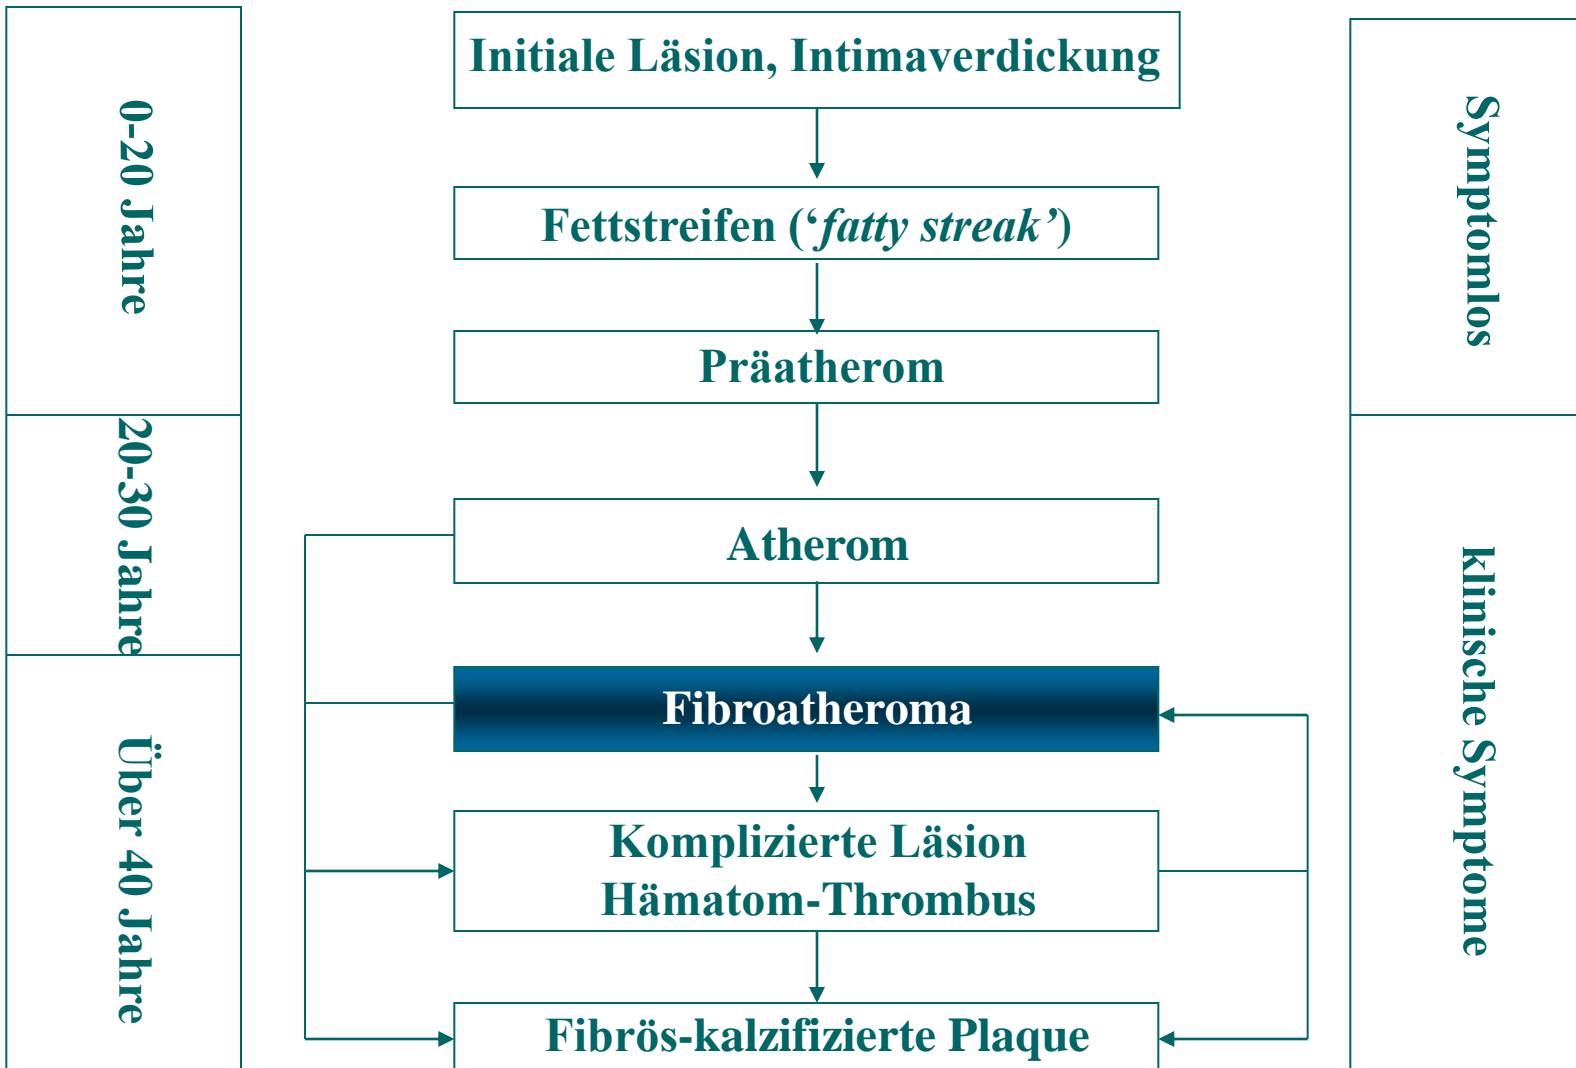 Initiale Läsion, Intimaverdickung
Fettstreifen (‘fatty streak’)
Präatherom
Atherom
Fibroatheroma
Komplizierte Läsion
Hämatom-Thrombus
Fibrös-kalzifizierte Plaque
0-20 Jahre
20-30 Jahre
Über 40 Jahre
Symptomlos
klinische Symptome